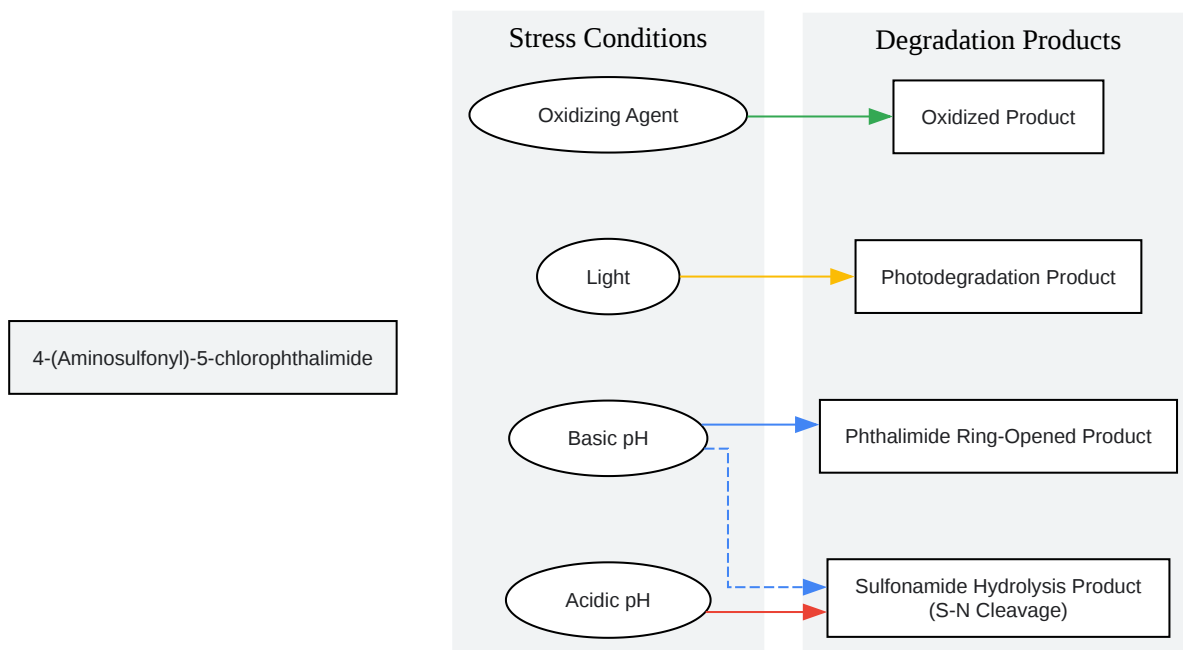 Stress Conditions
Degradation Products
Oxidizing Agent
Oxidized Product
Light
Photodegradation Product
4-(Aminosulfonyl)-5-chlorophthalimide
Basic pH
Phthalimide Ring-Opened Product
Acidic pH
Sulfonamide Hydrolysis Product
(S-N Cleavage)